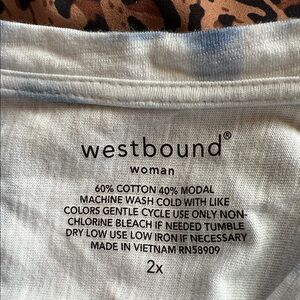 westbound®
woman
60% COTTON 40% MODAL
MACHINE WASH COLD WITH LIKE
COLORS GENTLE CYCLE USE ONLY NON-
CHLORINE BLEACH IF NEEDED TUMBLE
DRY LOW USE LOW IRON IF NECESSARY
MADE IN VIETNAM RN58909
2x